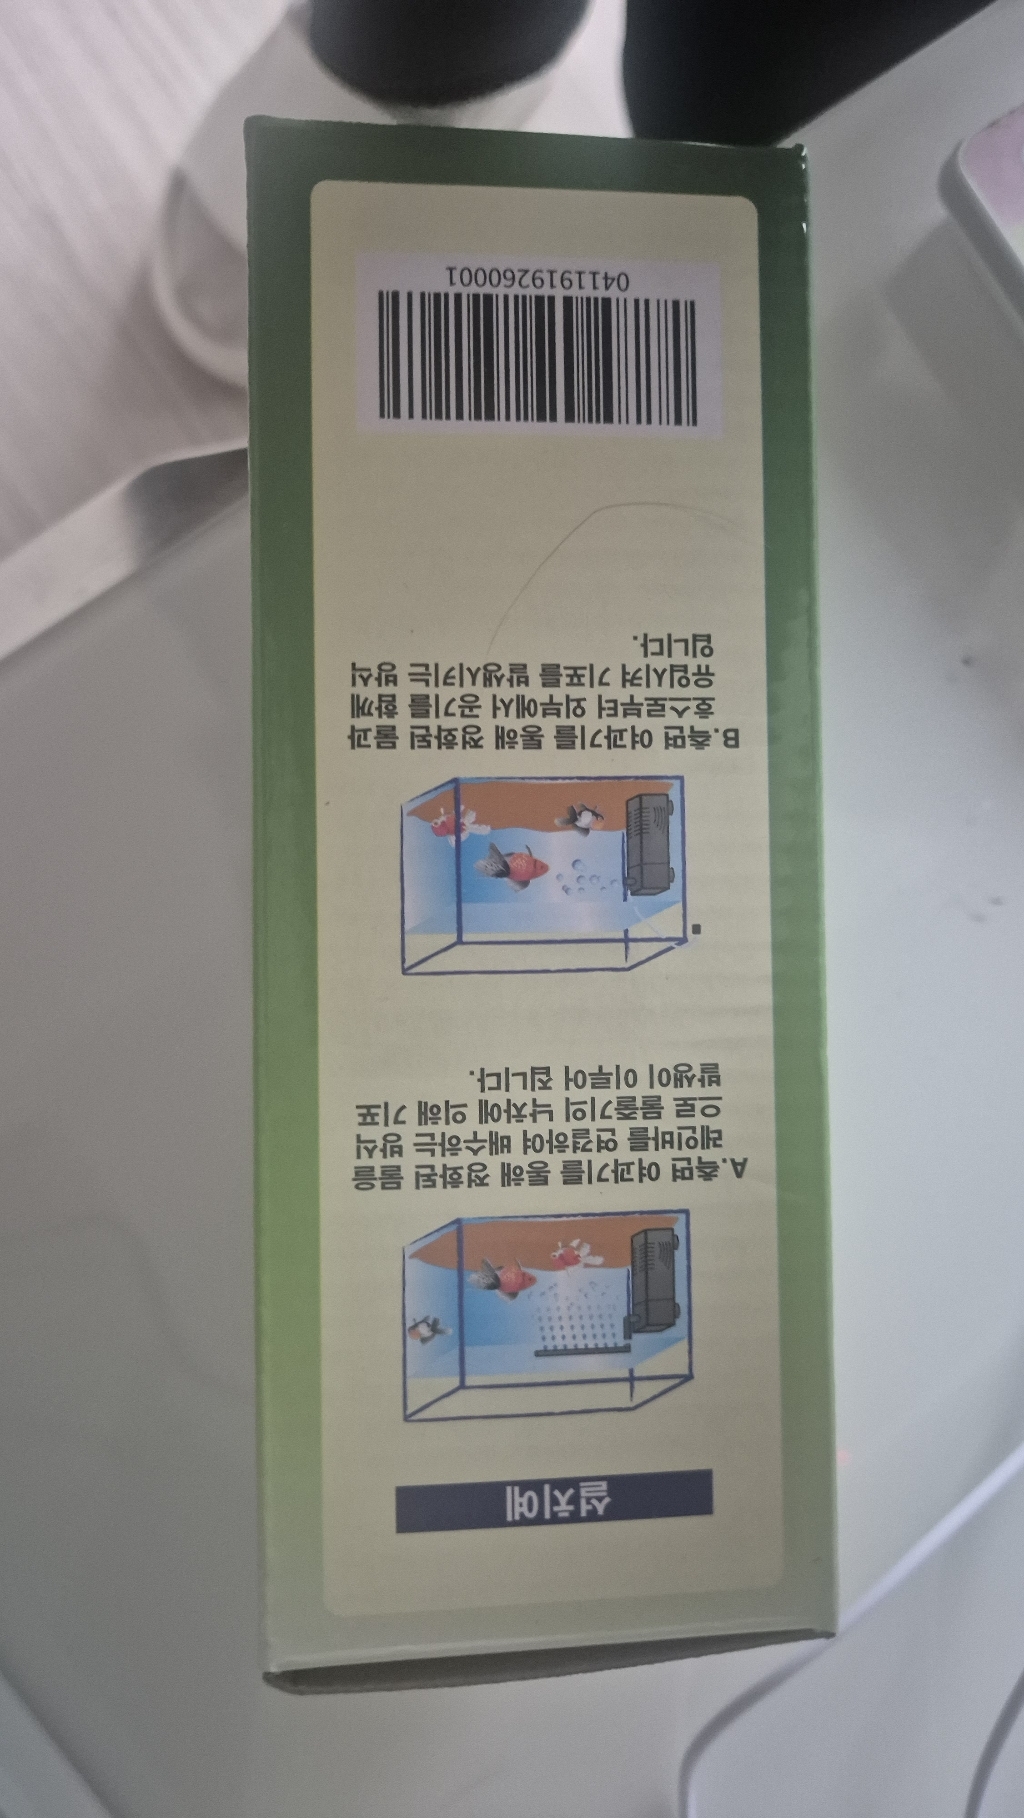 설치예
A.측면 여과기를 통해 정화된 물을
레인바를 연결하여 배수하는 방식
으로 물줄기의 낙차에 의해 기포
발생이 이루어 집니다.
B.측면 여과기를 통해 정화된 물과
호스로부터 외부에서 공기를 함께
유입시켜 기포를 발생시키는 방식
입니다.
0411919260001